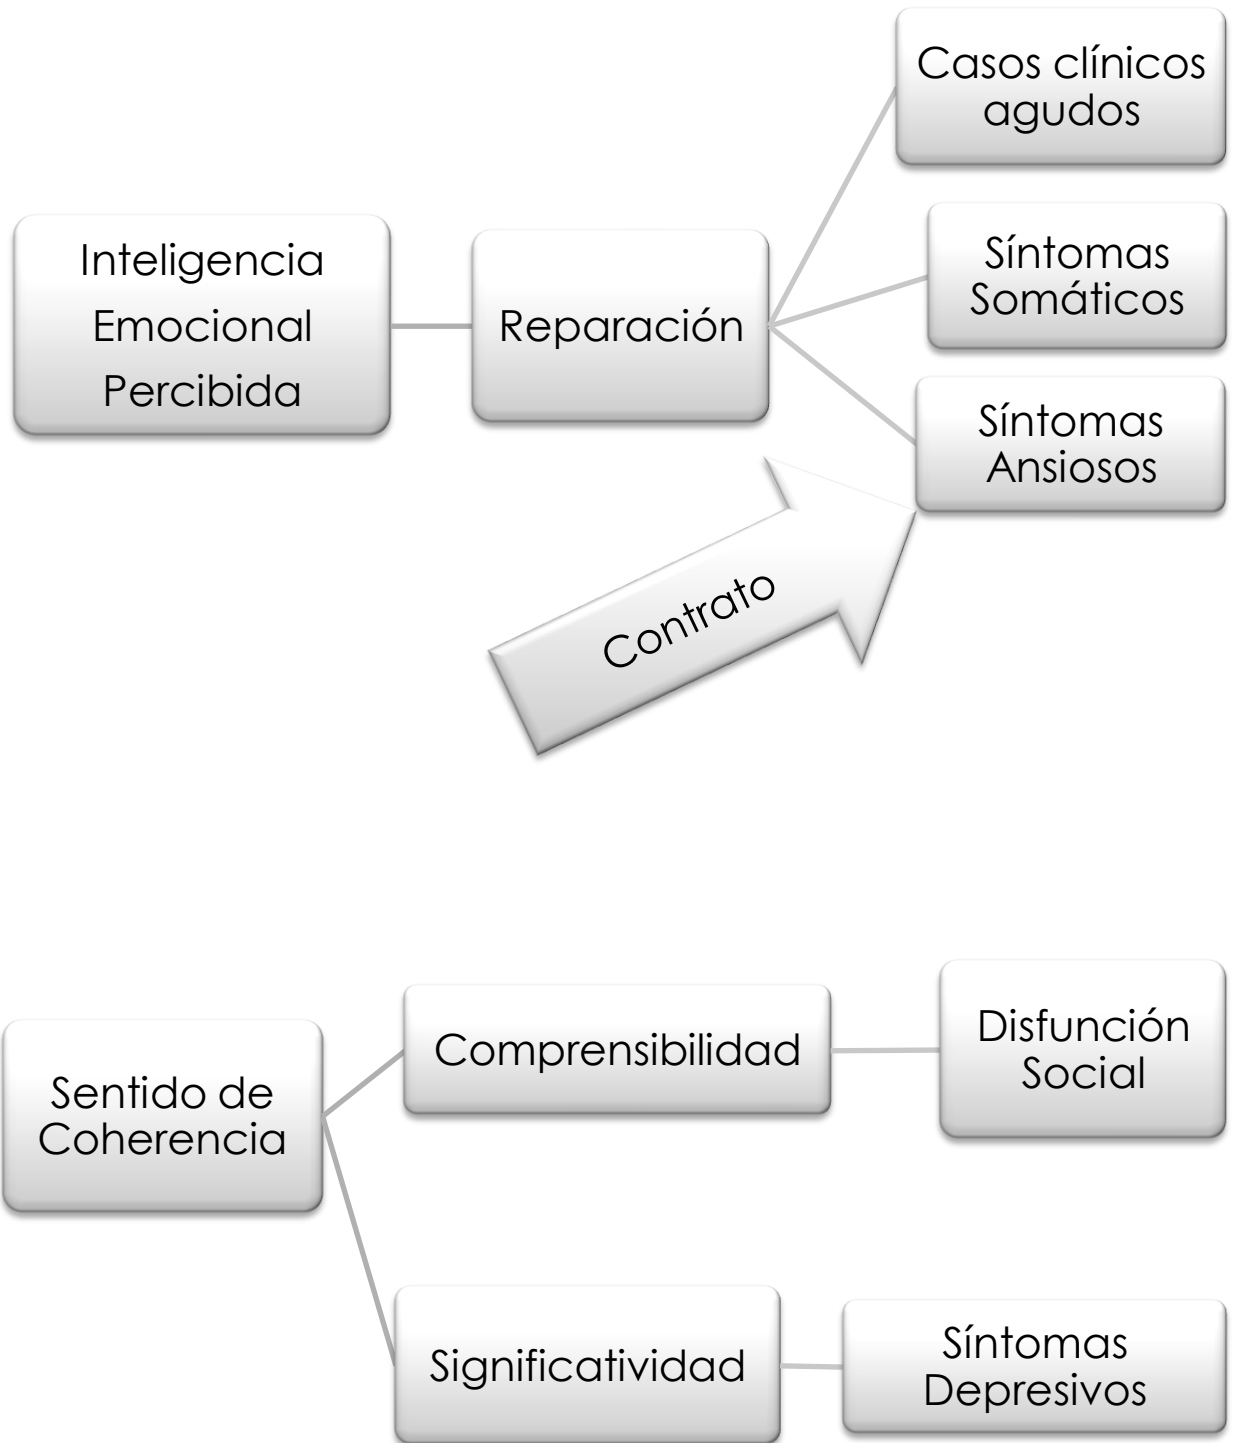 Casos clínicos
agudos
Inteligencia
Emocional
Percibida
Reparación
Síntomas
Somáticos
Síntomas
Ansiosos
Contrato
Sentido de
Coherencia
Comprensibilidad
Disfunción
Social
Significatividad
Síntomas
Depresivos